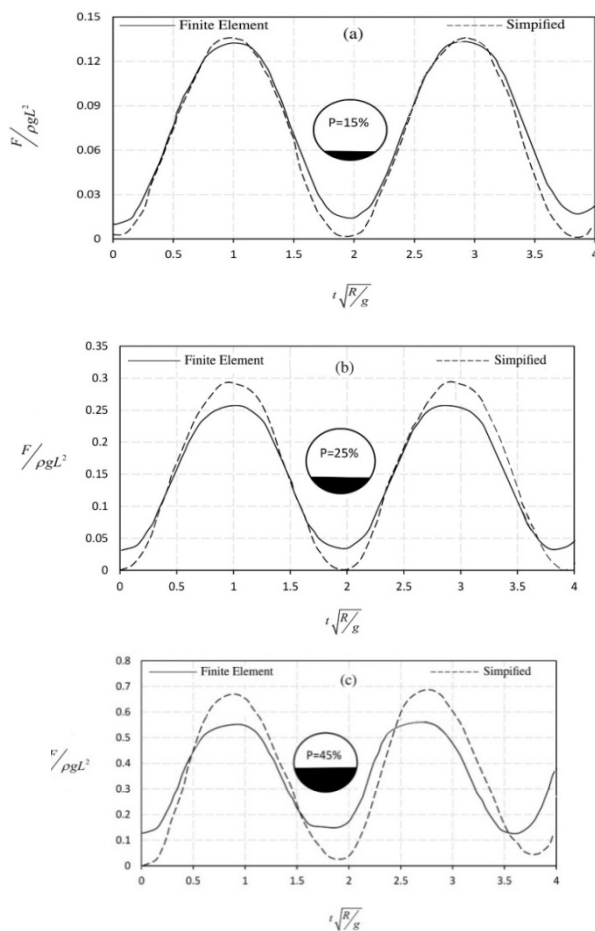 Finite Element
Simpified
(a)
0.15
0.12
0.09
0.06
0.03
0
P=15%
F/ρgL²
0 0.5 1 1.5 2 2.5 3 3.5 4
t√R/g
0.35
0.3
0.25
0.2
0.15
0.1
0.05
0
Finite Element
Simpified
(b)
P=25%
F/ρgL²
0 0.5 1 1.5 2 2.5 3 3.5 4
t√R/g
0.8
0.7
0.6
0.5
0.4
0.3
0.2
0.1
0
Finite Element
Simpified
(c)
P=45%
F/ρgL²
0 0.5 1 1.5 2 2.5 3 3.5 4
t√R/g